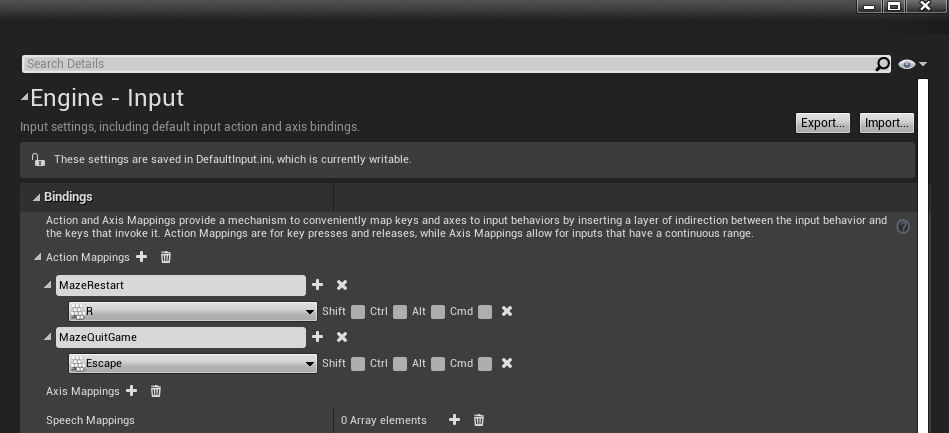 Search Details
Engine - Input
Input settings, including default input action and axis bindings.
Export... Import...
These settings are saved in DefaultInput.ini, which is currently writable.
Bindings
Action and Axis Mappings provide a mechanism to conveniently map keys and axes to input behaviors by inserting a layer of indirection between the input behavior and
the keys that invoke it. Action Mappings are for key presses and releases, while Axis Mappings allow for inputs that have a continuous range.
Action Mappings
MazeRestart
R Shift Ctrl Alt Cmd
MazeQuitGame
Escape Shift Ctrl Alt Cmd
Axis Mappings
Speech Mappings 0 Array elements